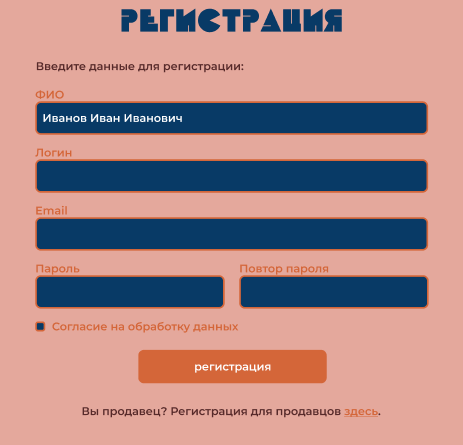 РЕГИСТРАЦИЯ
Введите данные для регистрации:
ФИО
Иванов Иван Иванович
Логин
Email
Пароль Повтор пароля
Согласие на обработку данных
регистрация
Вы продавец? Регистрация для продавцов здесь.